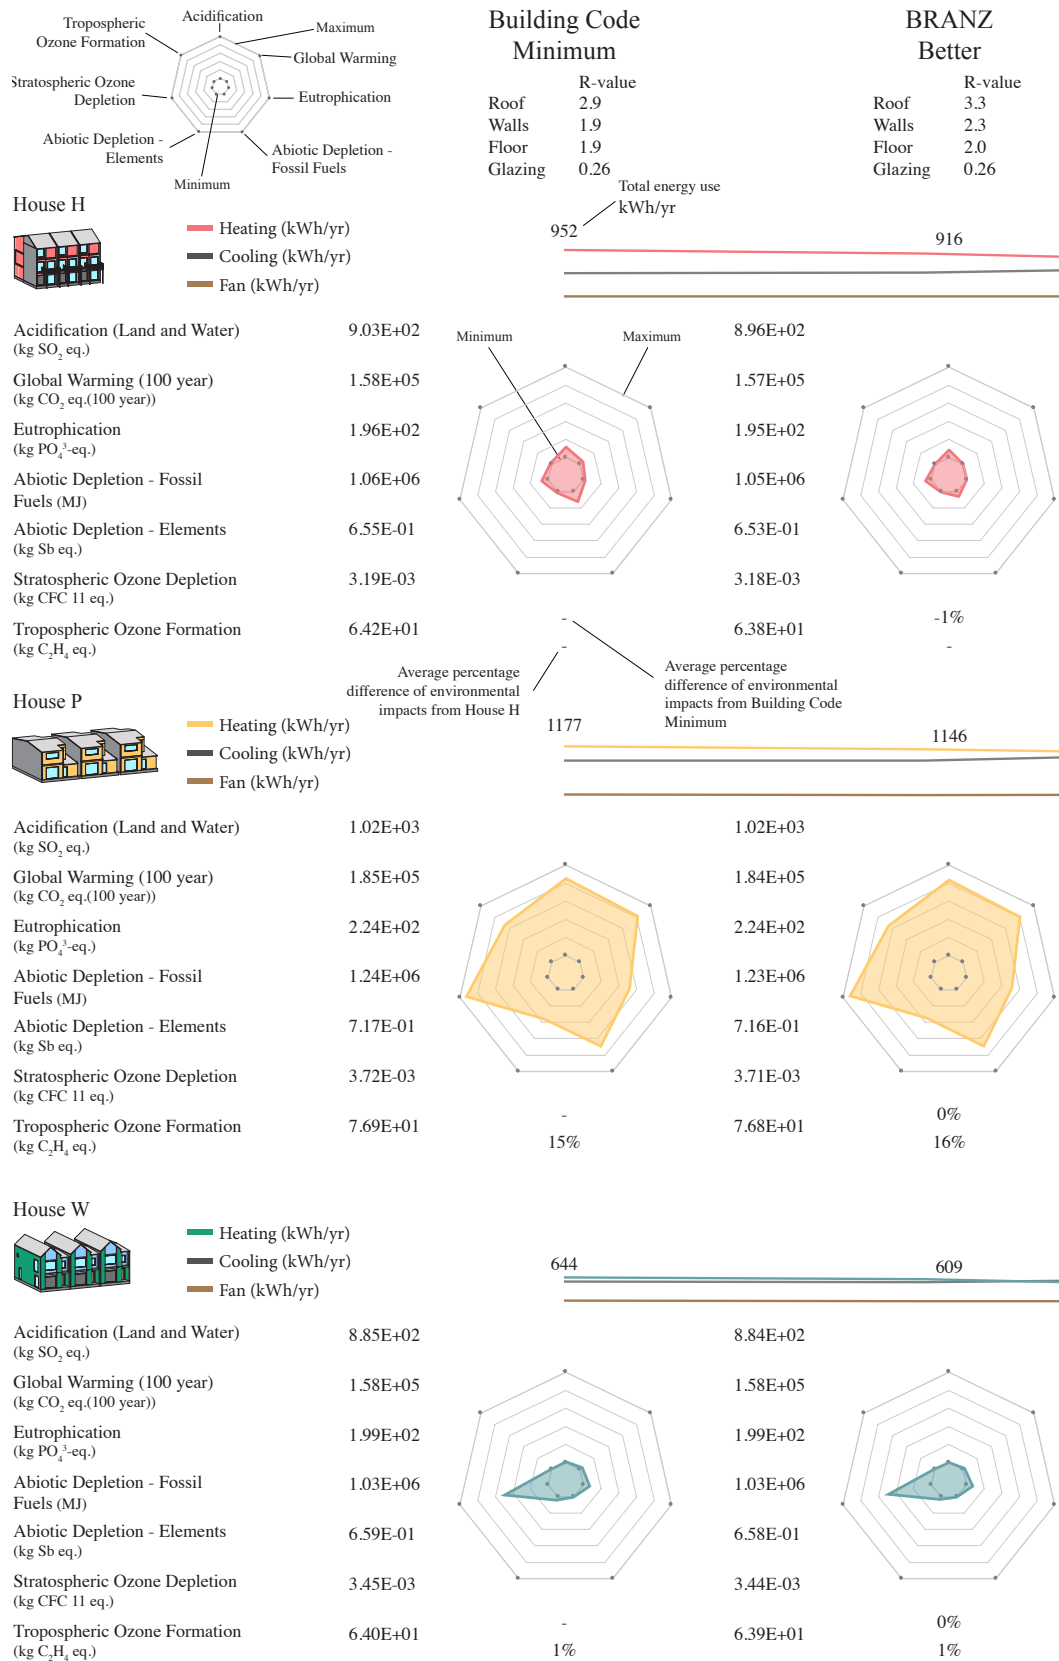 Acidification
Tropospheric
Ozone Formation
Maximum
Global Warming
Stratospheric Ozone
Depletion
Eutrophication
Abiotic Depletion -
Elements
Abiotic Depletion -
Fossil Fuels
Minimum
Building Code
Minimum
R-value
Roof 2.9
Walls 1.9
Floor 1.9
Glazing 0.26
BRANZ
Better
R-value
Roof 3.3
Walls 2.3
Floor 2.0
Glazing 0.26
House H
Heating (kWh/yr)
Cooling (kWh/yr)
Fan (kWh/yr)
Total energy use
kWh/yr
952
916
Acidification (Land and Water) 9.03E+02 8.96E+02
(kg SO₂ eq.)
Minimum
Maximum
Global Warming (100 year) 1.58E+05 1.57E+05
(kg CO₂ eq.(100 year))
Eutrophication 1.96E+02 1.95E+02
(kg PO₄³-eq.)
Abiotic Depletion - Fossil 1.06E+06 1.05E+06
Fuels (MJ)
Abiotic Depletion - Elements 6.55E-01 6.53E-01
(kg Sb eq.)
Stratospheric Ozone Depletion 3.19E-03 3.18E-03
(kg CFC 11 eq.)
Tropospheric Ozone Formation 6.42E+01 - 6.38E+01 -1%
(kg C₂H₄ eq.) - -
Average percentage
difference of environmental
impacts from House H
Average percentage
difference of environmental
impacts from Building Code
Minimum
House P
Heating (kWh/yr)
Cooling (kWh/yr)
Fan (kWh/yr)
1177
1146
Acidification (Land and Water) 1.02E+03 1.02E+03
(kg SO₂ eq.)
Global Warming (100 year) 1.85E+05 1.84E+05
(kg CO₂ eq.(100 year))
Eutrophication 2.24E+02 2.24E+02
(kg PO₄³-eq.)
Abiotic Depletion - Fossil 1.24E+06 1.23E+06
Fuels (MJ)
Abiotic Depletion - Elements 7.17E-01 7.16E-01
(kg Sb eq.)
Stratospheric Ozone Depletion 3.72E-03 3.71E-03
(kg CFC 11 eq.)
Tropospheric Ozone Formation 7.69E+01 - 7.68E+01 0%
(kg C₂H₄ eq.) 15% 16%
House W
Heating (kWh/yr)
Cooling (kWh/yr)
Fan (kWh/yr)
644
609
Acidification (Land and Water) 8.85E+02 8.84E+02
(kg SO₂ eq.)
Global Warming (100 year) 1.58E+05 1.58E+05
(kg CO₂ eq.(100 year))
Eutrophication 1.99E+02 1.99E+02
(kg PO₄³-eq.)
Abiotic Depletion - Fossil 1.03E+06 1.03E+06
Fuels (MJ)
Abiotic Depletion - Elements 6.59E-01 6.58E-01
(kg Sb eq.)
Stratospheric Ozone Depletion 3.45E-03 3.44E-03
(kg CFC 11 eq.)
Tropospheric Ozone Formation 6.40E+01 - 6.39E+01 0%
(kg C₂H₄ eq.) 1% 1%